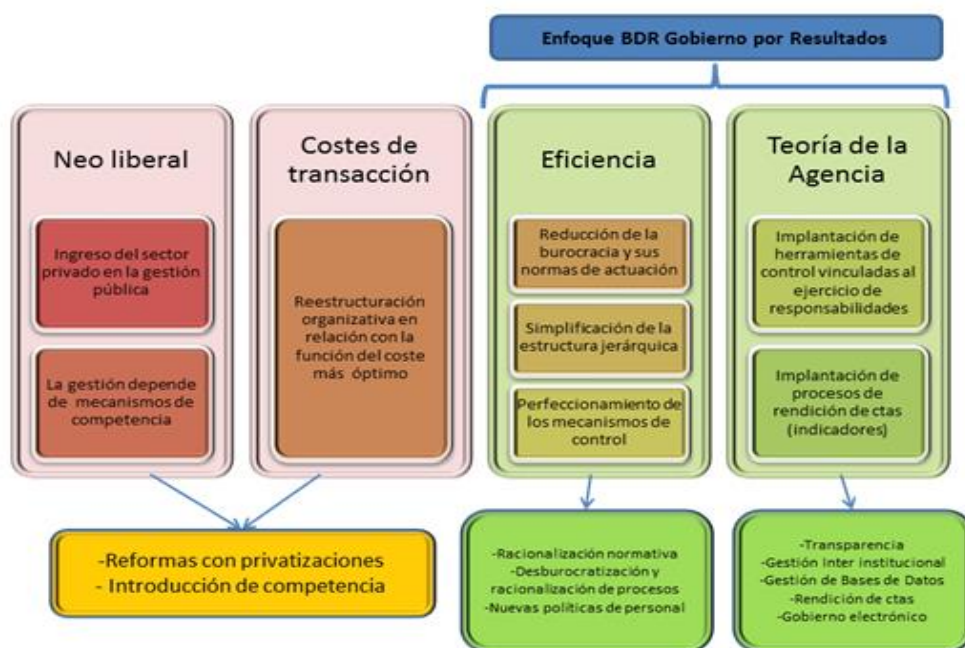 Enfoque BDR Gobierno por Resultados
Neo liberal
Ingreso del sector
privado en la gestión
pública
La gestión depende
de mecanismos de
competencia
Costes de
transacción
Reestructuración
organizativa en
relación con la
función del coste
más óptimo
Eficiencia
Reducción de la
burocracia y sus
normas de actuación
Simplificación de la
estructura jerárquica
Perfeccionamiento de
los mecanismos de
control
Teoría de la
Agencia
Implantación de
herramientas de
control vinculadas al
ejercicio de
responsabilidades
Implantación de
procesos de
rendición de ctas
(indicadores)
-Reformas con privatizaciones
- Introducción de competencia
-Racionalización normativa
-Desburocratización y
racionalización de procesos
-Nuevas políticas de personal
-Transparencia
-Gestión Inter institucional
-Gestión de Bases de Datos
-Rendición de ctas
-Gobierno electrónico